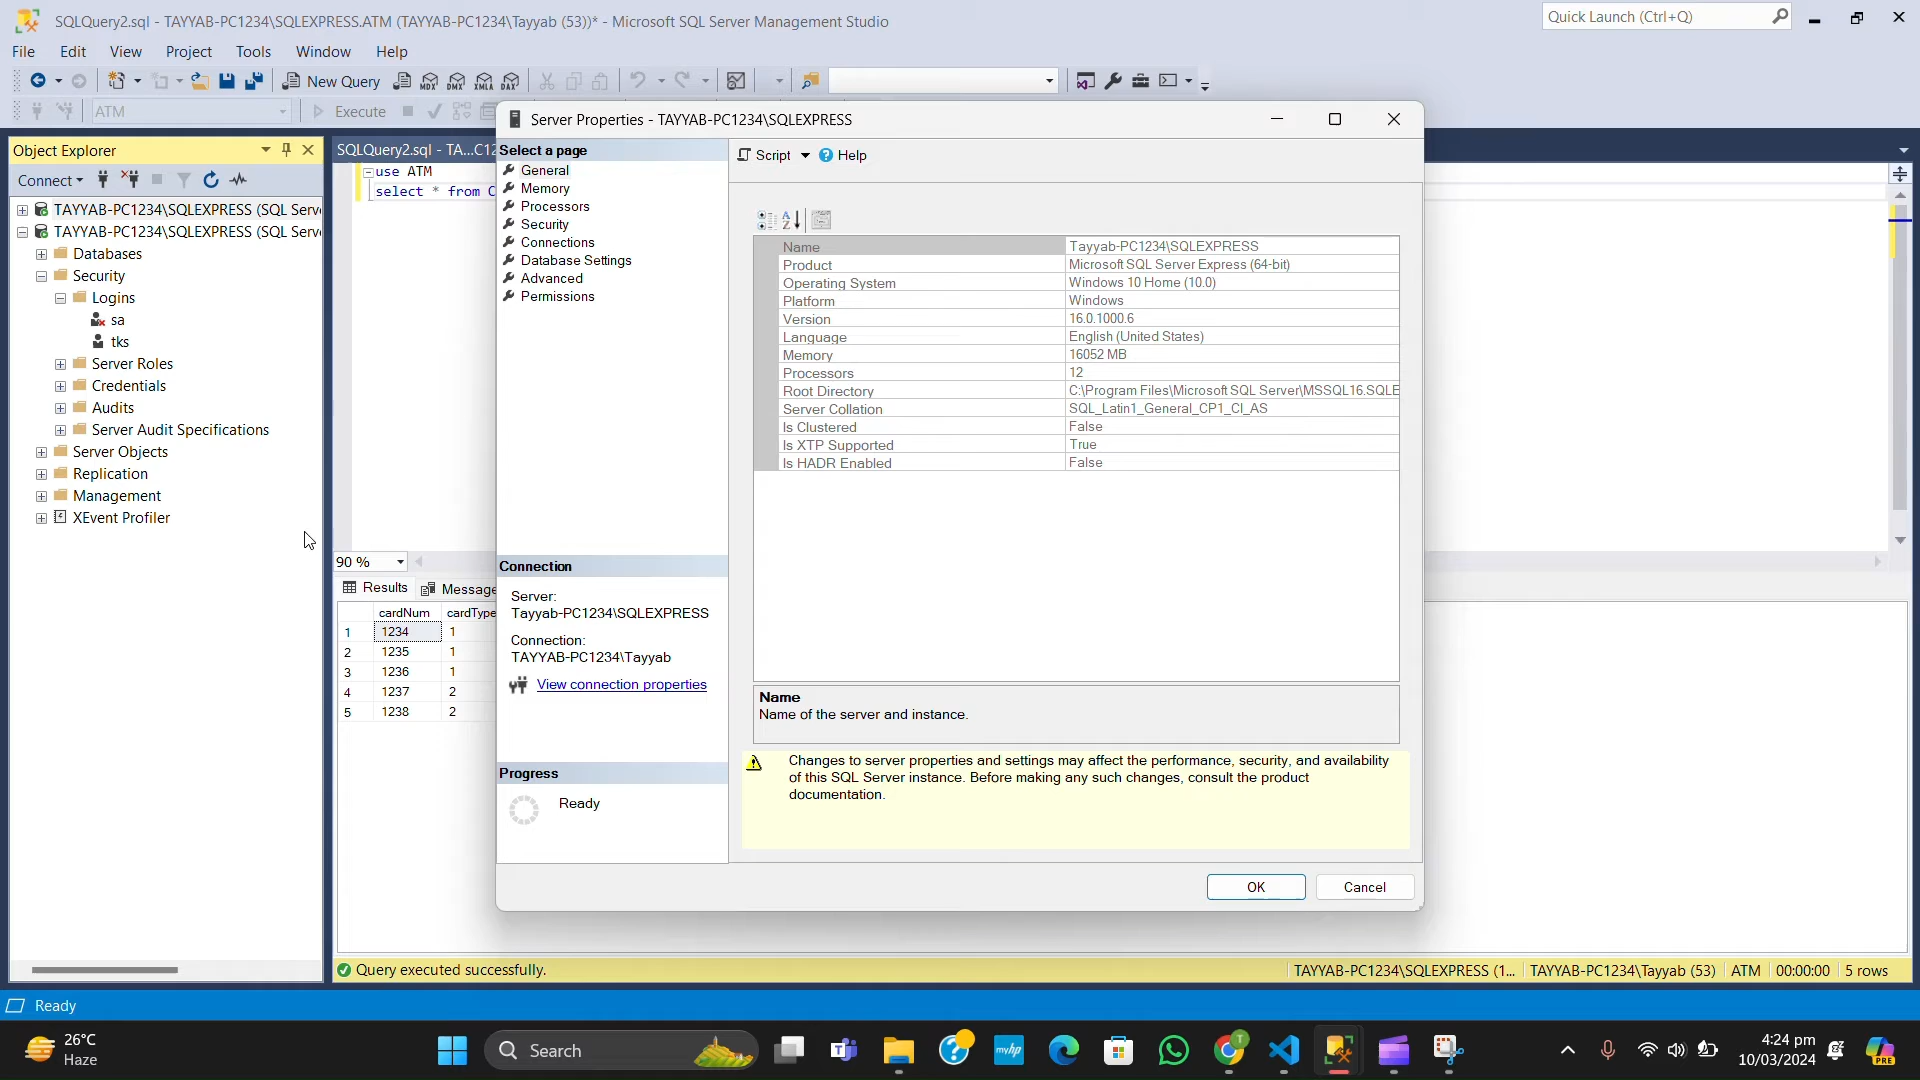 SQLQuery2.sql - TAYYAB-PC1234\SQLEXPRESS.ATM (TAYYAB-PC1234\Tayyab (53))* - Microsoft SQL Server Management Studio
Quick Launch (Ctrl+Q)
File Edit View Project Tools Window Help
New Query
MDX DMX XMLA DAX
ATM
Execute
Object Explorer
Connect
TAYYAB-PC1234\SQLEXPRESS (SQL Serv
TAYYAB-PC1234\SQLEXPRESS (SQL Serv
Databases
Security
Logins
sa
tks
Server Roles
Credentials
Audits
Server Audit Specifications
Server Objects
Replication
Management
XEvent Profiler
SQLQuery2.sql - TA...C12
use ATM
select * from C
90 %
Results
Message
cardNum cardType
1 1234 1
2 1235 1
3 1236 1
4 1237 2
5 1238 2
Server Properties - TAYYAB-PC1234\SQLEXPRESS
Select a page
General
Memory
Processors
Security
Connections
Database Settings
Advanced
Permissions
Connection
Server:
Tayyab-PC1234\SQLEXPRESS
Connection:
TAYYAB-PC1234\Tayyab
View connection properties
Progress
Ready
Script Help
Name Tayyab-PC1234\SQLEXPRESS
Product Microsoft SQL Server Express (64-bit)
Operating System Windows 10 Home (10.0)
Platform Windows
Version 16.0.1000.6
Language English (United States)
Memory 16052 MB
Processors 12
Root Directory C:\Program Files\Microsoft SQL Server\MSSQL16.SQLE
Server Collation SQL_Latin1_General_CP1_CI_AS
Is Clustered False
Is XTP Supported True
Is HADR Enabled False
Name
Name of the server and instance.
Changes to server properties and settings may affect the performance, security, and availability
of this SQL Server instance. Before making any such changes, consult the product
documentation.
OK Cancel
Query executed successfully.
TAYYAB-PC1234\SQLEXPRESS (1... TAYYAB-PC1234\Tayyab (53) ATM 00:00:00 5 rows
Ready
26°C
Haze
Search
myhp
T
4:24 pm
10/03/2024
PRE